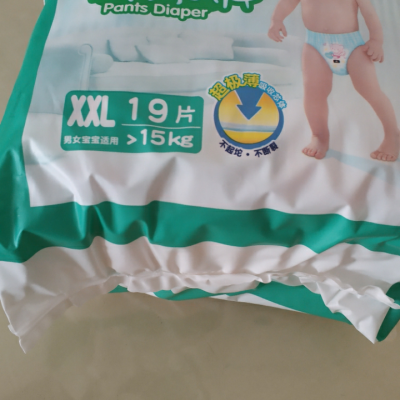 Pants Diaper
XXL 19片
男女宝宝适用 >15kg
超极薄
不起坨·不断裂